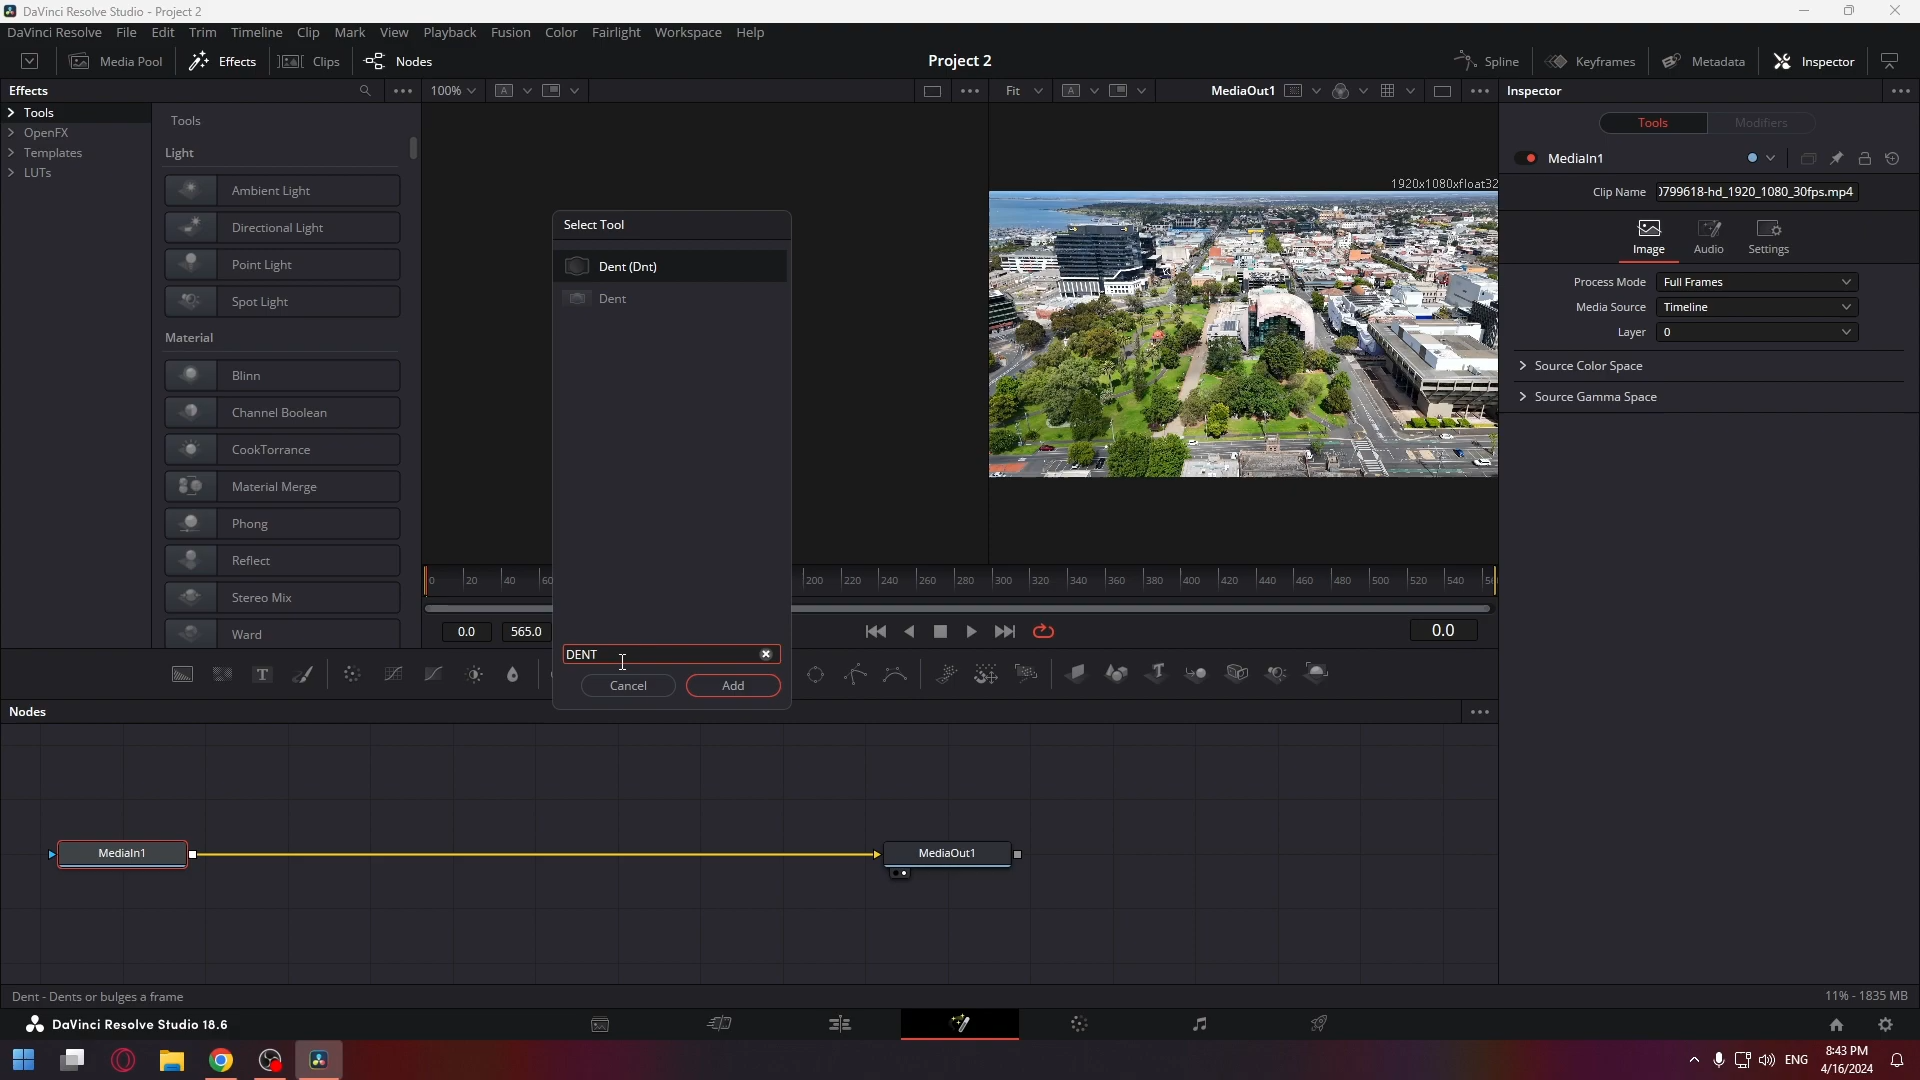 DaVinci Resolve Studio - Project 2
DaVinci Resolve File Edit Trim Timeline Clip Mark View Playback Fusion Color Fairlight Workspace Help
Media Pool Effects Clips Nodes Project 2 Spline Keyframes Metadata Inspector
Effects 100% Fit MediaOut1 Inspector
Tools
OpenFX
Templates
LUTs
Tools
Light
Ambient Light
Directional Light
Point Light
Spot Light
Material
Blinn
Channel Boolean
CookTorrance
Material Merge
Phong
Reflect
Stereo Mix
Ward
Select Tool
Dent (Dnt)
Dent
DENT
Cancel Add
1920x1080xfloat32
0 20 40 60 200 220 240 260 280 300 320 340 360 380 400 420 440 460 480 500 520 540
0.0 565.0 0.0
Tools Modifiers
MediaIn1
Clip Name 0799618-hd_1920_1080_30fps.mp4
Image Audio Settings
Process Mode Full Frames
Media Source Timeline
Layer 0
Source Color Space
Source Gamma Space
Nodes
MediaIn1 MediaOut1
Dent - Dents or bulges a frame 11% - 1835 MB
DaVinci Resolve Studio 18.6
ENG 8:43 PM
4/16/2024